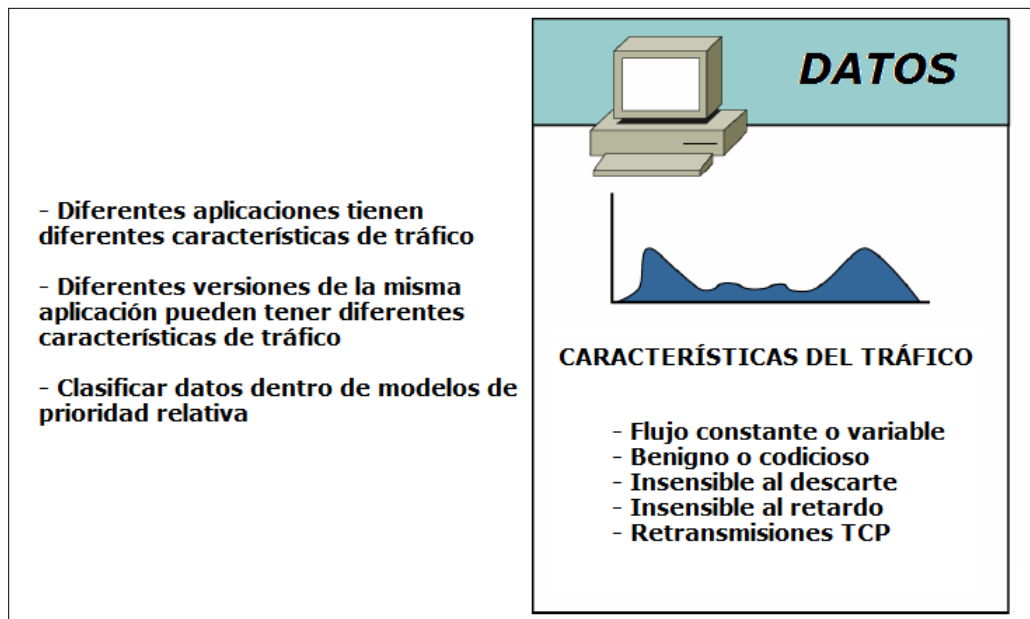 - Diferentes aplicaciones tienen
diferentes características de tráfico
- Diferentes versiones de la misma
aplicación pueden tener diferentes
características de tráfico
- Clasificar datos dentro de modelos de
prioridad relativa
DATOS
CARACTERÍSTICAS DEL TRÁFICO
- Flujo constante o variable
- Benigno o codicioso
- Insensible al descarte
- Insensible al retardo
- Retransmisiones TCP